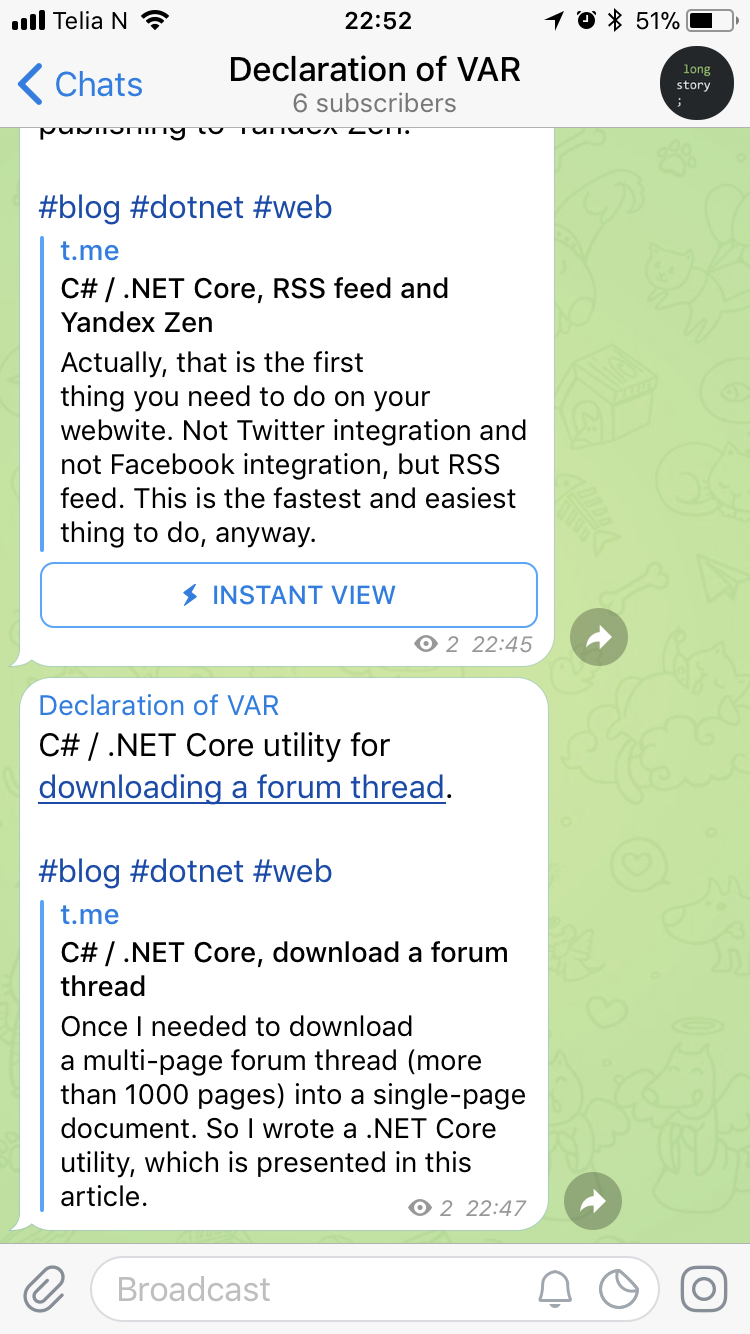 Telia N 22:52 51%
Chats Declaration of VAR
6 subscribers
long
story
;
publishing to Yandex Zen.
#blog #dotnet #web
t.me
C# / .NET Core, RSS feed and
Yandex Zen
Actually, that is the first
thing you need to do on your
webwite. Not Twitter integration and
not Facebook integration, but RSS
feed. This is the fastest and easiest
thing to do, anyway.
INSTANT VIEW
2 22:45
Declaration of VAR
C# / .NET Core utility for
downloading a forum thread.
#blog #dotnet #web
t.me
C# / .NET Core, download a forum
thread
Once I needed to download
a multi-page forum thread (more
than 1000 pages) into a single-page
document. So I wrote a .NET Core
utility, which is presented in this
article.
2 22:47
Broadcast